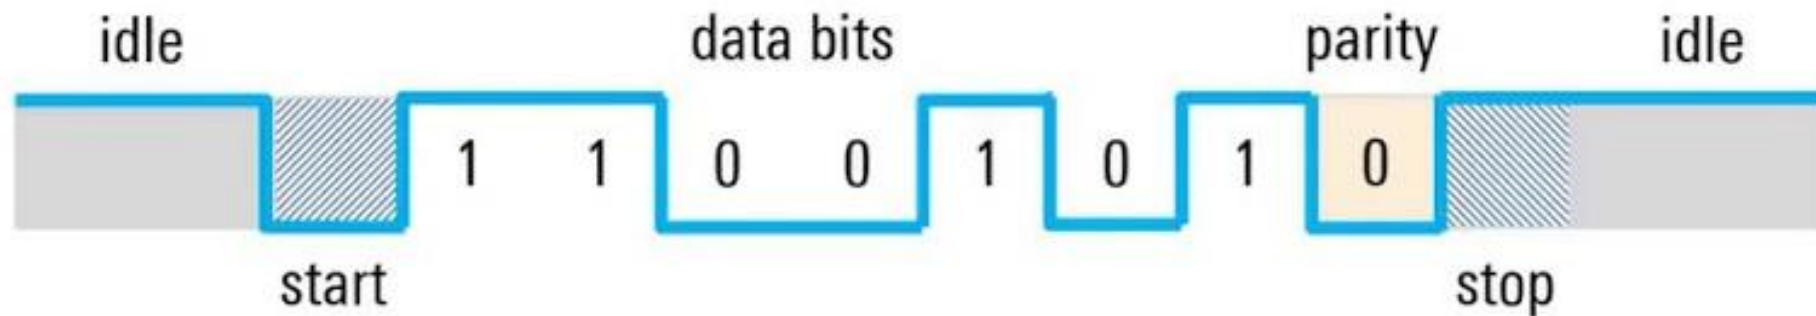 idle data bits parity idle
1 1 0 0 1 0 1 0
start stop